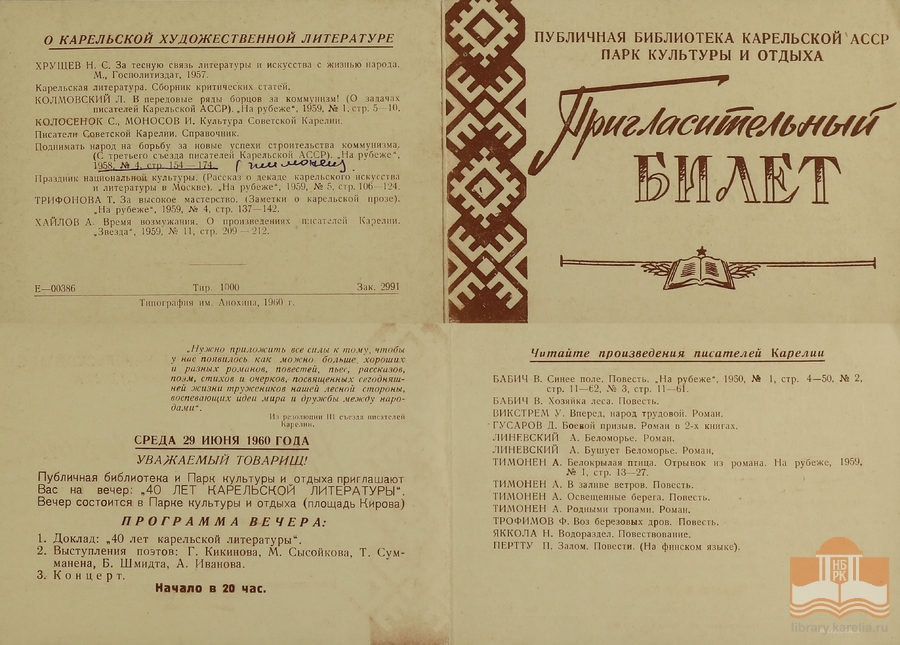 О КАРЕЛЬСКОЙ ХУДОЖЕСТВЕННОЙ ЛИТЕРАТУРЕ
ХРУЩЕВ Н. С. За тесную связь литературы и искусства с жизнью народа.
М., Госполитиздат, 1957.
Карельская литература. Сборник критических статей.
КОЛМОВСКИЙ Л. В передовые ряды борцов за коммунизм! (О задачах
писателей Карельской АССР). „На рубеже", 1959, № 1, стр. 5—10.
КОЛОСЕНОК С., МОНОСОВ И. Культура Советской Карелии.
Писатели Советской Карелии. Справочник.
Поднимать народ на борьбу за новые успехи строительства коммунизма.
(С третьего съезда писателей Карельской АССР). „На рубеже",
1958, № 4, стр. 154—174.
Праздник национальной культуры. (Рассказ о декаде карельского искусства
и литературы в Москве). „На рубеже", 1959, № 5, стр. 106—124.
ТРИФОНОВА Т. За высокое мастерство. (Заметки о карельской прозе).
„На рубеже", 1959, № 4, стр. 137—142.
ХАЙЛОВ А. Время возмужания. О произведениях писателей Карелии.
„Звезда", 1959, № 11, стр. 209—212.
Е—00386 Тир. 1000 Зак. 2991
Типография им. Анохина, 1960 г.
ПУБЛИЧНАЯ БИБЛИОТЕКА КАРЕЛЬСКОЙ АССР
ПАРК КУЛЬТУРЫ И ОТДЫХА
Пригласительный
БИЛЕТ
„Нужно приложить все силы к тому, чтобы
у нас появилось как можно больше хороших
и разных романов, повестей, пьес, рассказов,
поэм, стихов и очерков, посвященных сегодняш-
ней жизни тружеников нашей лесной стороны,
воспевающих идеи мира и дружбы между наро-
дами".
Из резолюции III съезда писателей
Карелии.
СРЕДА 29 ИЮНЯ 1960 ГОДА
УВАЖАЕМЫЙ ТОВАРИЩ!
Публичная библиотека и Парк культуры и отдыха приглашают
Вас на вечер: „40 ЛЕТ КАРЕЛЬСКОЙ ЛИТЕРАТУРЫ".
Вечер состоится в Парке культуры и отдыха (площадь Кирова)
ПРОГРАММА ВЕЧЕРА:
1. Доклад: „40 лет карельской литературы".
2. Выступления поэтов: Г. Кикинова, М. Сысойкова, Т. Сум-
манена, Б. Шмидта, А. Иванова.
3. Концерт.
Начало в 20 час.
Читайте произведения писателей Карелии
БАБИЧ В. Синее поле. Повесть. „На рубеже", 1950, № 1, стр. 4—50, № 2,
стр. 11—62, № 3, стр. 11—61.
БАБИЧ В. Хозяйка леса. Повесть.
ВИКСТРЕМ У. Вперед, народ трудовой. Роман.
ГУСАРОВ Д. Боевой призыв. Роман в 2-х книгах.
ЛИНЕВСКИЙ А. Беломорье. Роман.
ЛИНЕВСКИЙ А. Бушует Беломорье. Роман,
ТИМОНЕН А. Белокрылая птица. Отрывок из романа. На рубеже, 1959,
№ 1, стр. 13—27.
ТИМОНЕН А. В заливе ветров. Повесть.
ТИМОНЕН А. Освещенные берега. Повесть.
ТИМОНЕН А. Родными тропами. Роман.
ТРОФИМОВ Ф. Воз березовых дров. Повесть.
ЯККОЛА Н. Водораздел. Повествование.
ПЕРТТУ П. Залом. Повести. (На финском языке).
НБ
РК
library.karelia.ru